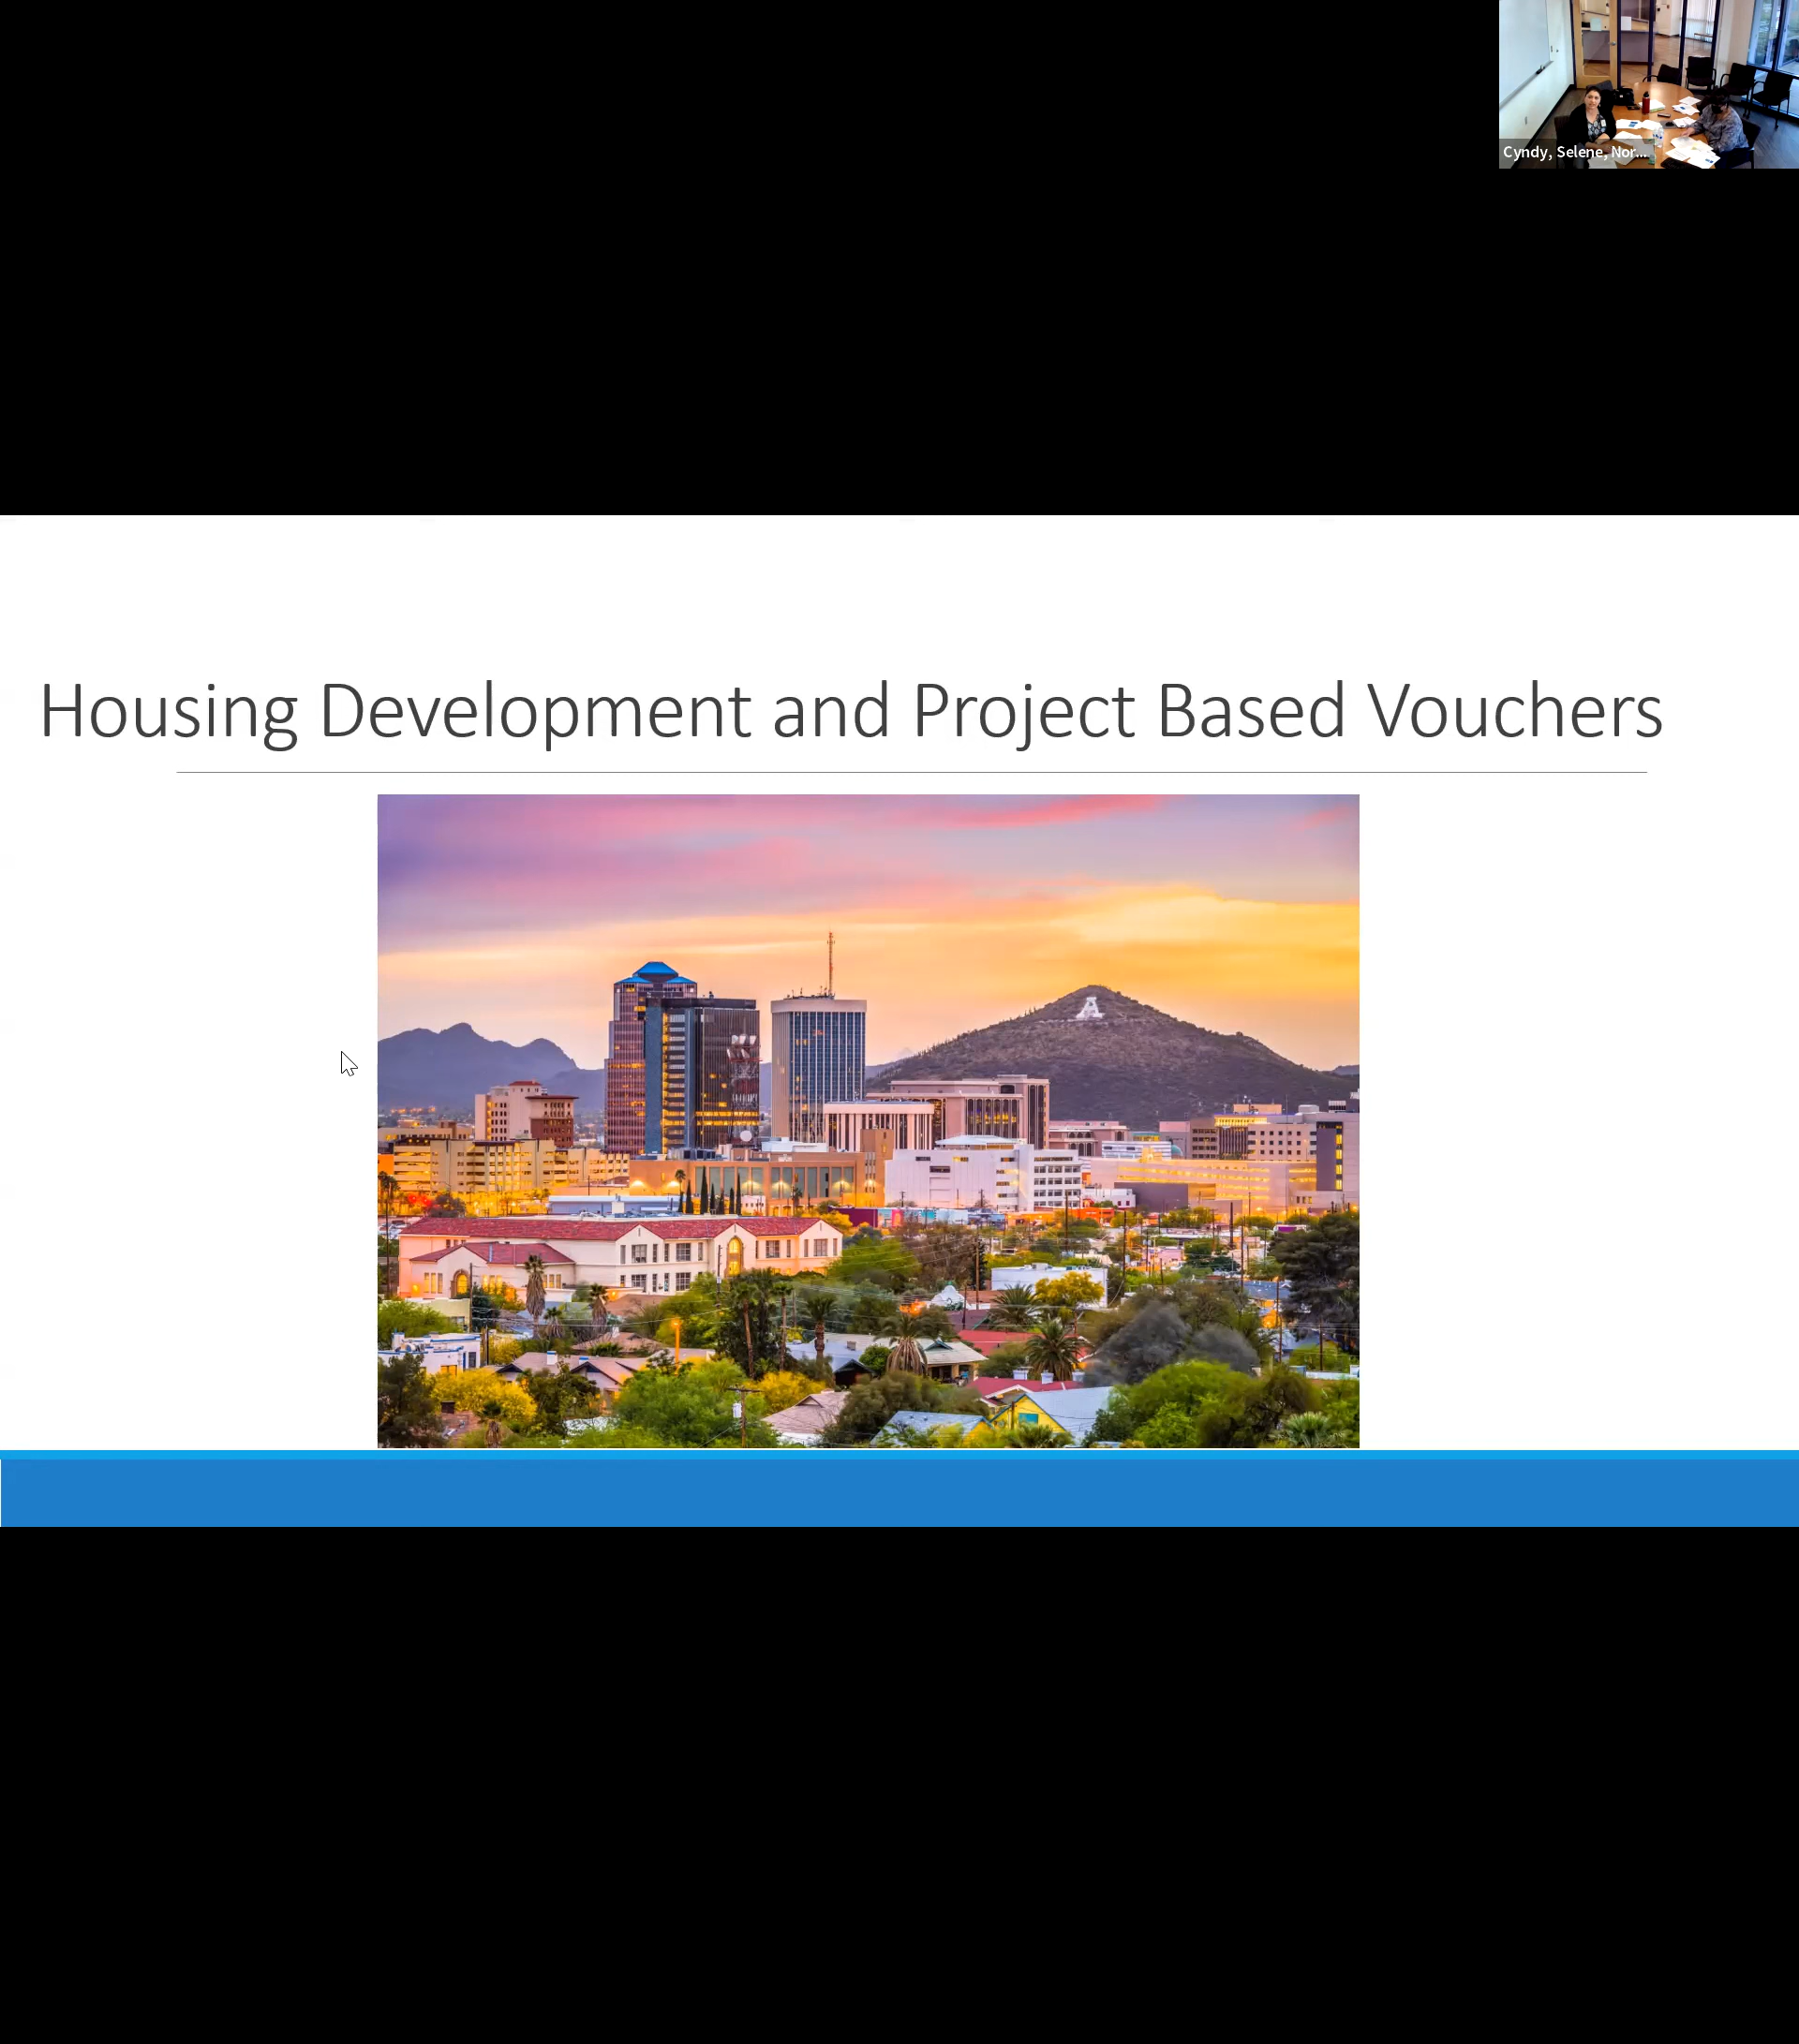 Cyndy, Selene, Nor...
Housing Development and Project Based Vouchers
A